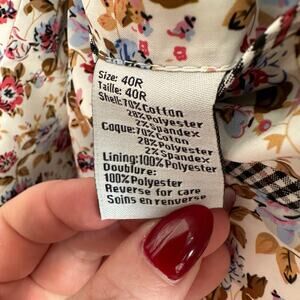 Size: 40R
Taille: 40R
Shell:70%Cotton
28%Polyester
2%Spandex
Coque:70%Coton
28%Polyester
2%Spandex
Lining:100%Polyester
Doublure:
100%Polyester
Reverse for care
Soins en renverse